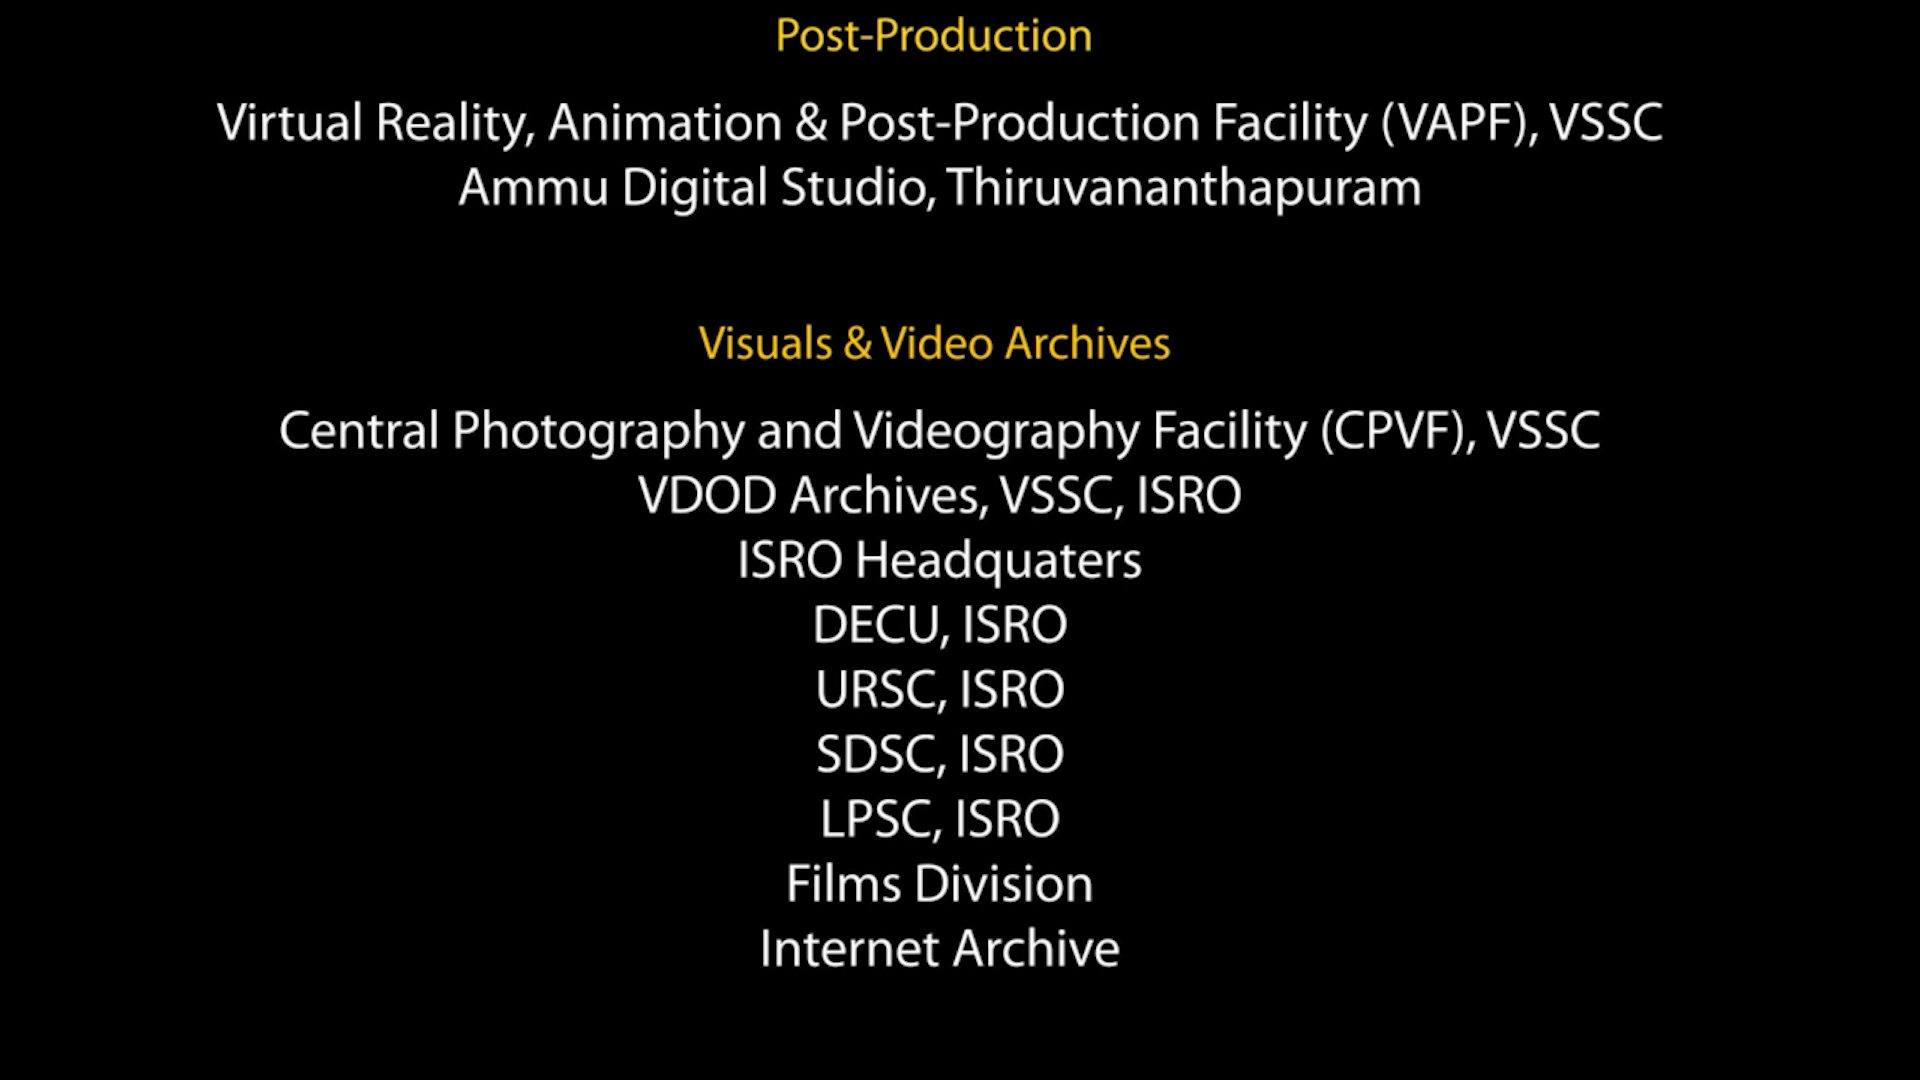 Post-Production
Virtual Reality, Animation & Post-Production Facility (VAPF), VSSC
Ammu Digital Studio, Thiruvananthapuram
Visuals & Video Archives
Central Photography and Videography Facility (CPVF), VSSC
VDOD Archives, VSSC, ISRO
ISRO Headquaters
DECU, ISRO
URSC, ISRO
SDSC, ISRO
LPSC, ISRO
Films Division
Internet Archive